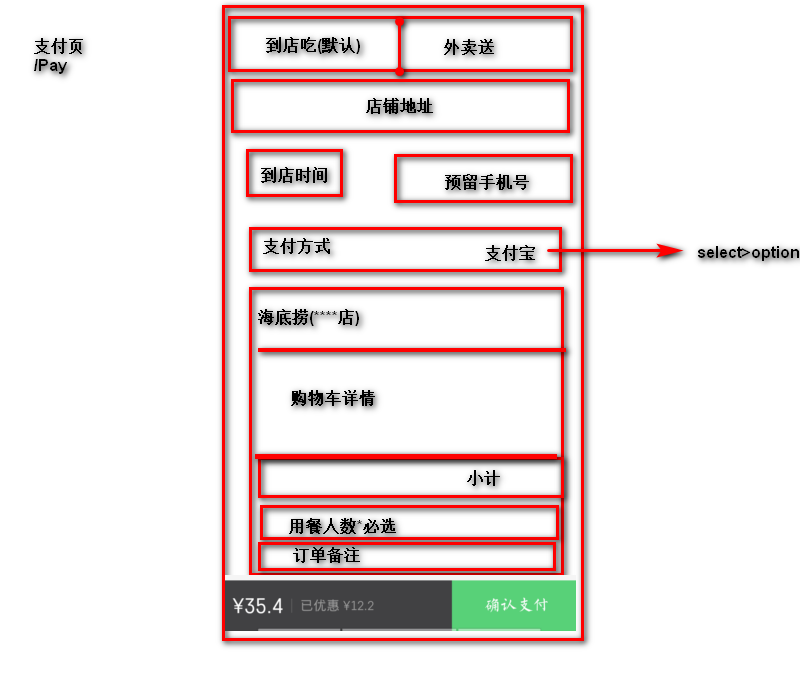 支付页
/Pay
到店吃(默认)
外卖送
店铺地址
到店时间
预留手机号
支付方式
支付宝
select>option
海底捞(****店)
购物车详情
小计
用餐人数*必选
订单备注
¥35.4
已优惠 ¥12.2
确认支付